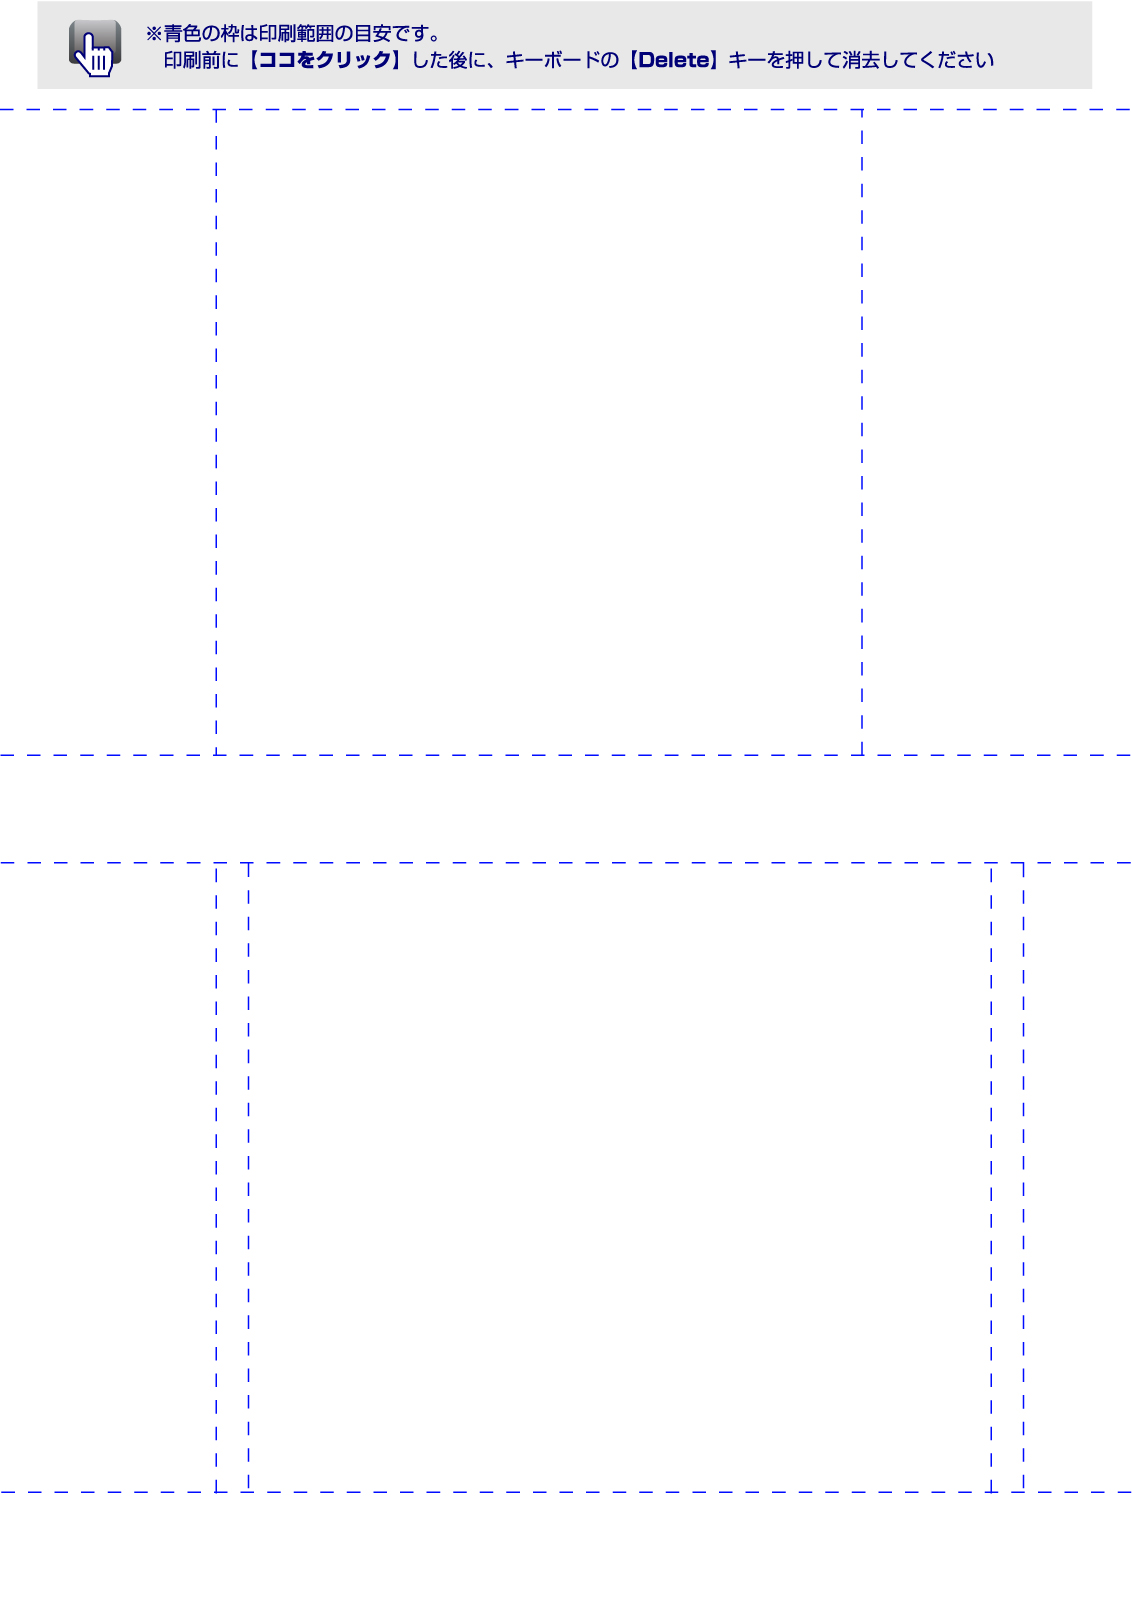 ※青色の枠は印刷範囲の目安です。
印刷前に【ココをクリック】した後に、キーボードの【Delete】キーを押して消去してください